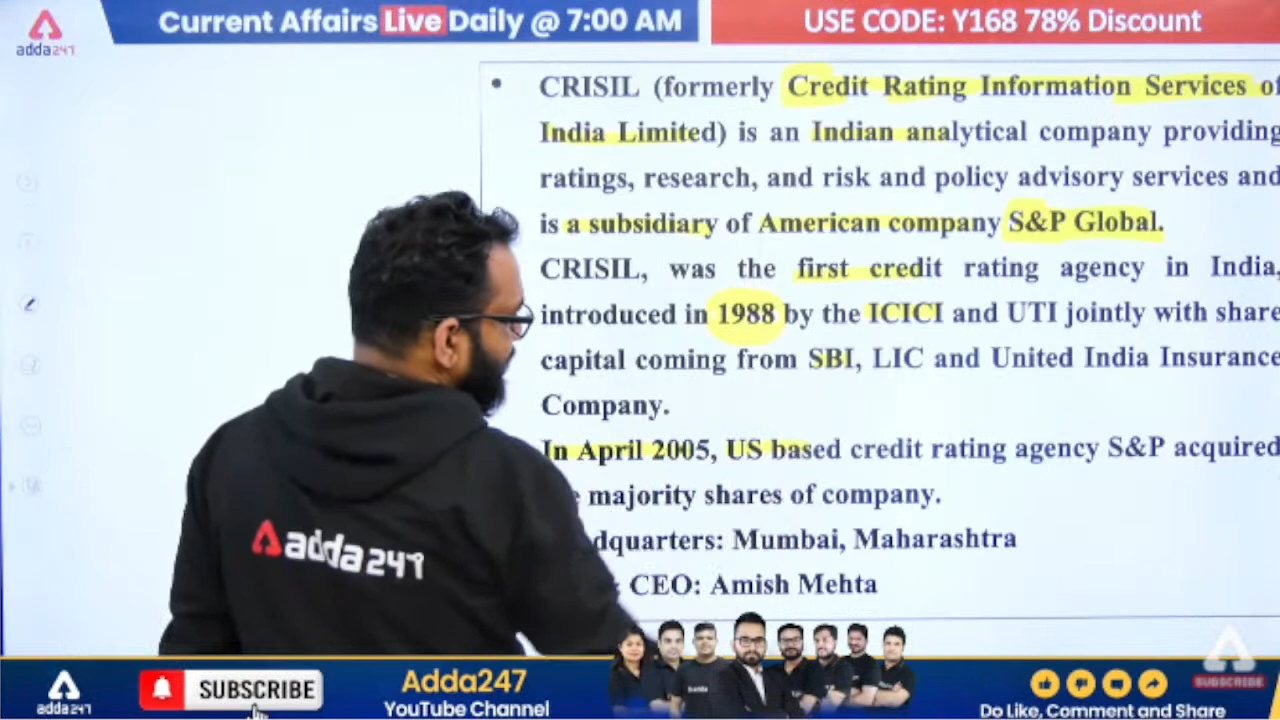 Current Affairs Live Daily @ 7:00 AM
USE CODE: Y168 78% Discount
adda247
• CRISIL (formerly Credit Rating Information Services of
India Limited) is an Indian analytical company providing
ratings, research, and risk and policy advisory services and
is a subsidiary of American company S&P Global.
CRISIL, was the first credit rating agency in India,
introduced in 1988 by the ICICI and UTI jointly with share
capital coming from SBI, LIC and United India Insurance
Company.
In April 2005, US based credit rating agency S&P acquired
majority shares of company.
dquarters: Mumbai, Maharashtra
CEO: Amish Mehta
adda247
adda247
SUBSCRIBE
Adda247
YouTube Channel
SUBSCRIBE
Do Like, Comment and Share